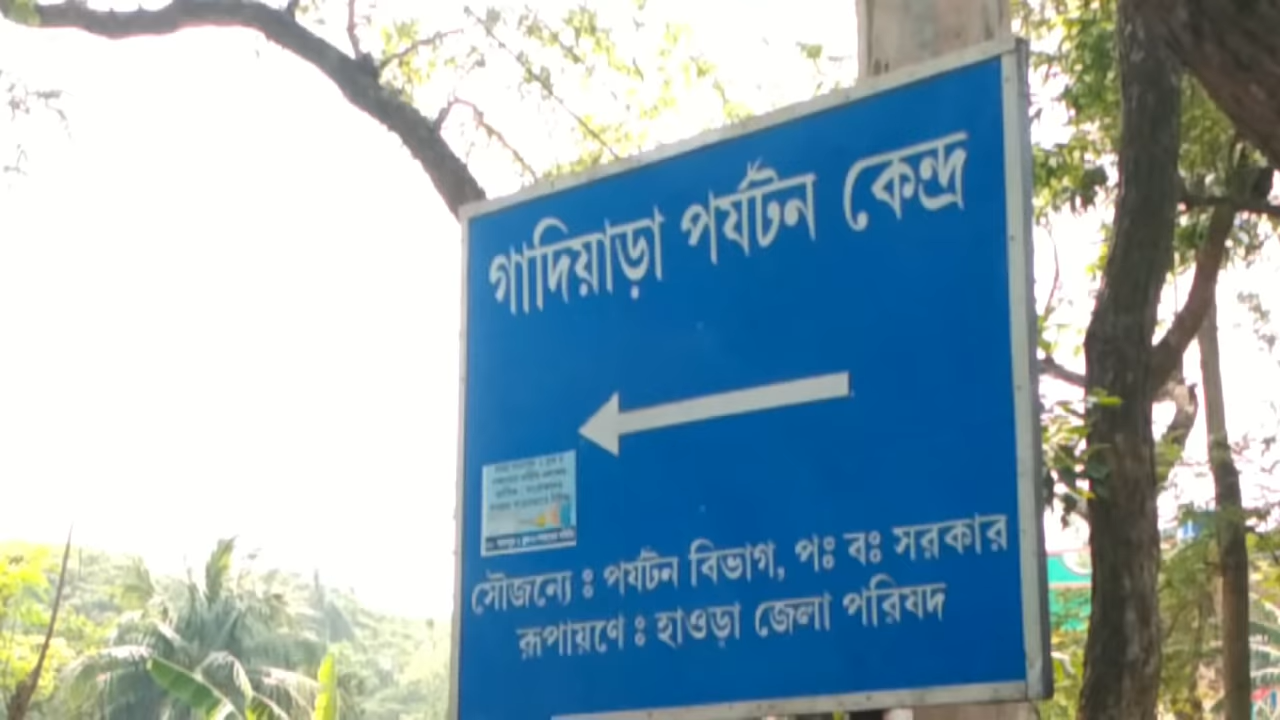 গাদিয়াড়া পর্যটন কেন্দ্র
সৌজন্যে ঃ পর্যটন বিভাগ, পঃ বঃ সরকার
রূপায়ণে ঃ হাওড়া জেলা পরিষদ